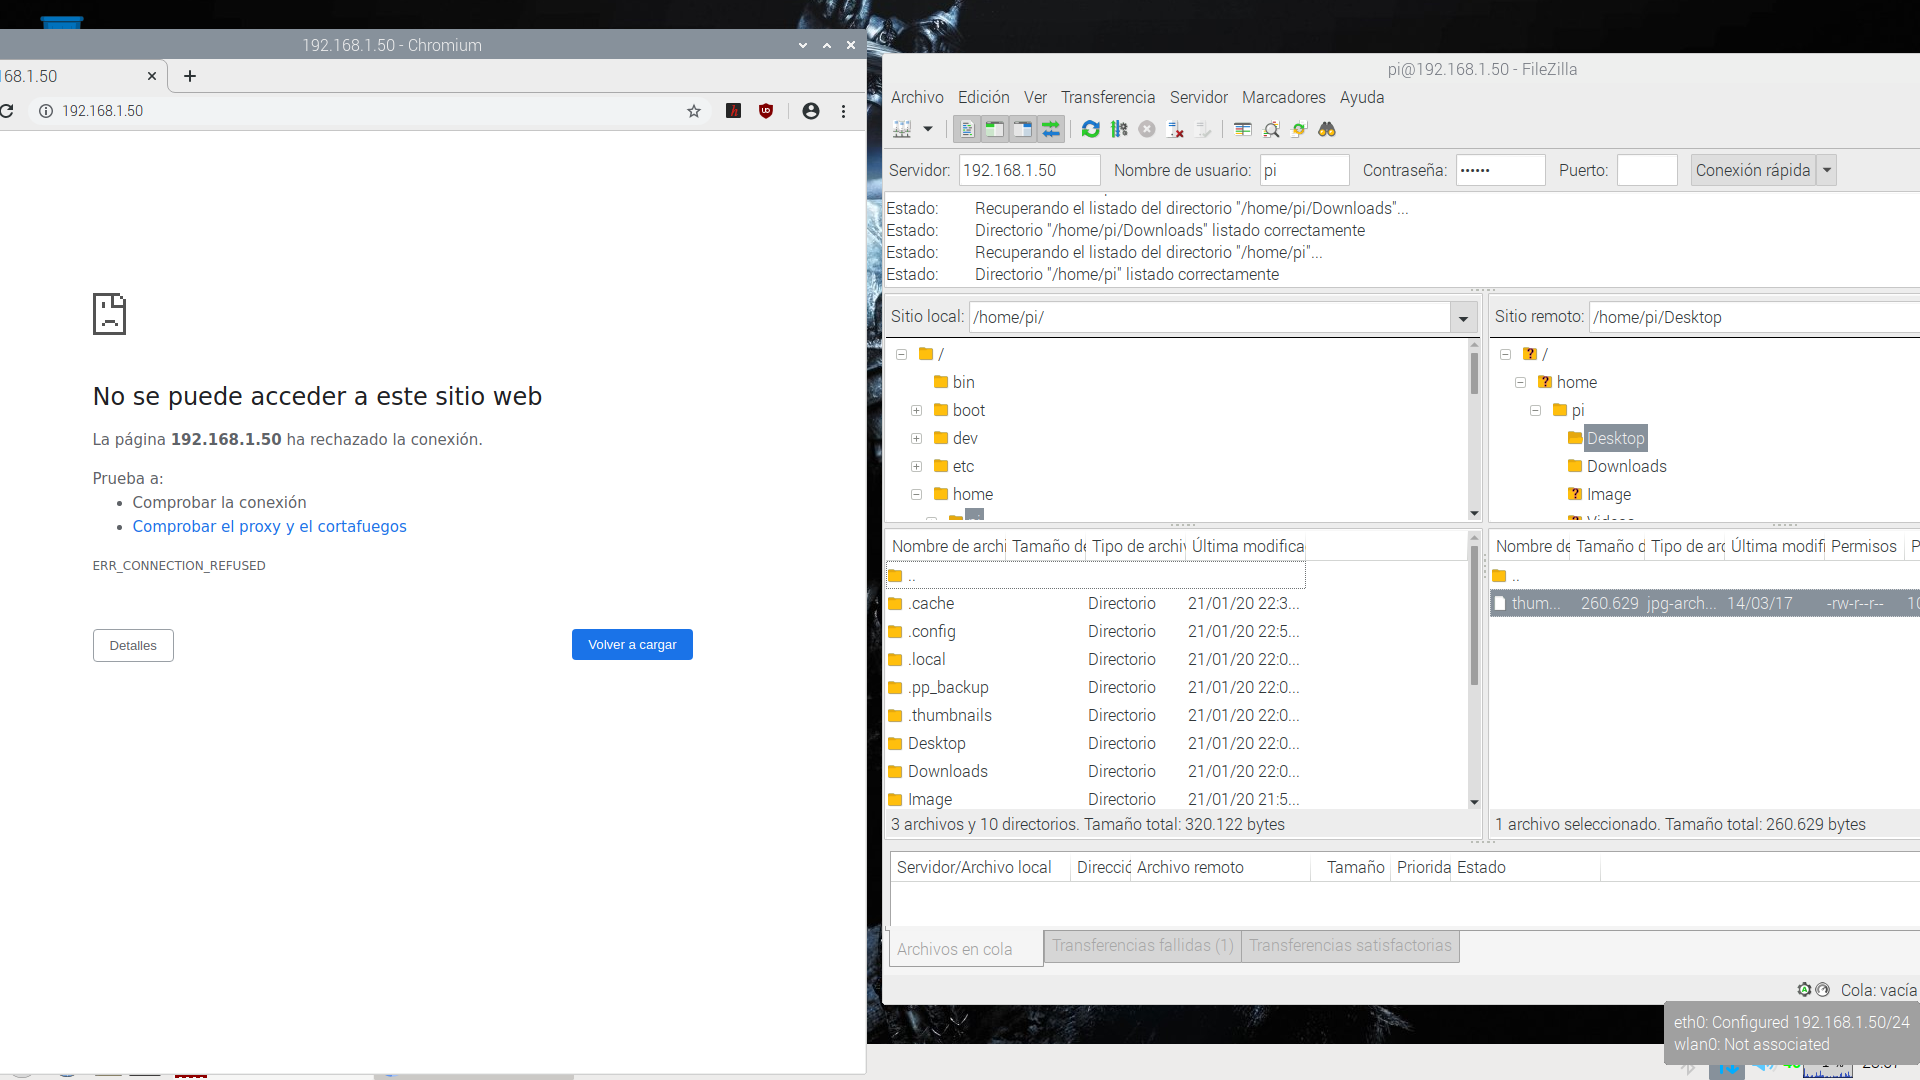 192.168.1.50 - Chromium
168.1.50
192.168.1.50
No se puede acceder a este sitio web
La página 192.168.1.50 ha rechazado la conexión.
Prueba a:
Comprobar la conexión
Comprobar el proxy y el cortafuegos
ERR_CONNECTION_REFUSED
Detalles
Volver a cargar
pi@192.168.1.50 - FileZilla
Archivo Edición Ver Transferencia Servidor Marcadores Ayuda
Servidor: 192.168.1.50 Nombre de usuario: pi Contraseña: •••••• Puerto: Conexión rápida
Estado: Recuperando el listado del directorio "/home/pi/Downloads"...
Estado: Directorio "/home/pi/Downloads" listado correctamente
Estado: Recuperando el listado del directorio "/home/pi"...
Estado: Directorio "/home/pi" listado correctamente
Sitio local: /home/pi/
/
bin
boot
dev
etc
home
Sitio remoto: /home/pi/Desktop
/
home
pi
Desktop
Downloads
Image
Nombre de archi Tamaño de Tipo de archiv Última modifica
..
.cache Directorio 21/01/20 22:3...
.config Directorio 21/01/20 22:5...
.local Directorio 21/01/20 22:0...
.pp_backup Directorio 21/01/20 22:0...
.thumbnails Directorio 21/01/20 22:0...
Desktop Directorio 21/01/20 22:0...
Downloads Directorio 21/01/20 22:0...
Image Directorio 21/01/20 21:5...
3 archivos y 10 directorios. Tamaño total: 320.122 bytes
Nombre de Tamaño d Tipo de arc Última modifi Permisos P
..
thum... 260.629 jpg-arch... 14/03/17 -rw-r--r-- 10
1 archivo seleccionado. Tamaño total: 260.629 bytes
Servidor/Archivo local Direcció Archivo remoto Tamaño Priorida Estado
Archivos en cola Transferencias fallidas (1) Transferencias satisfactorias
Cola: vacía
eth0: Configured 192.168.1.50/24
wlan0: Not associated